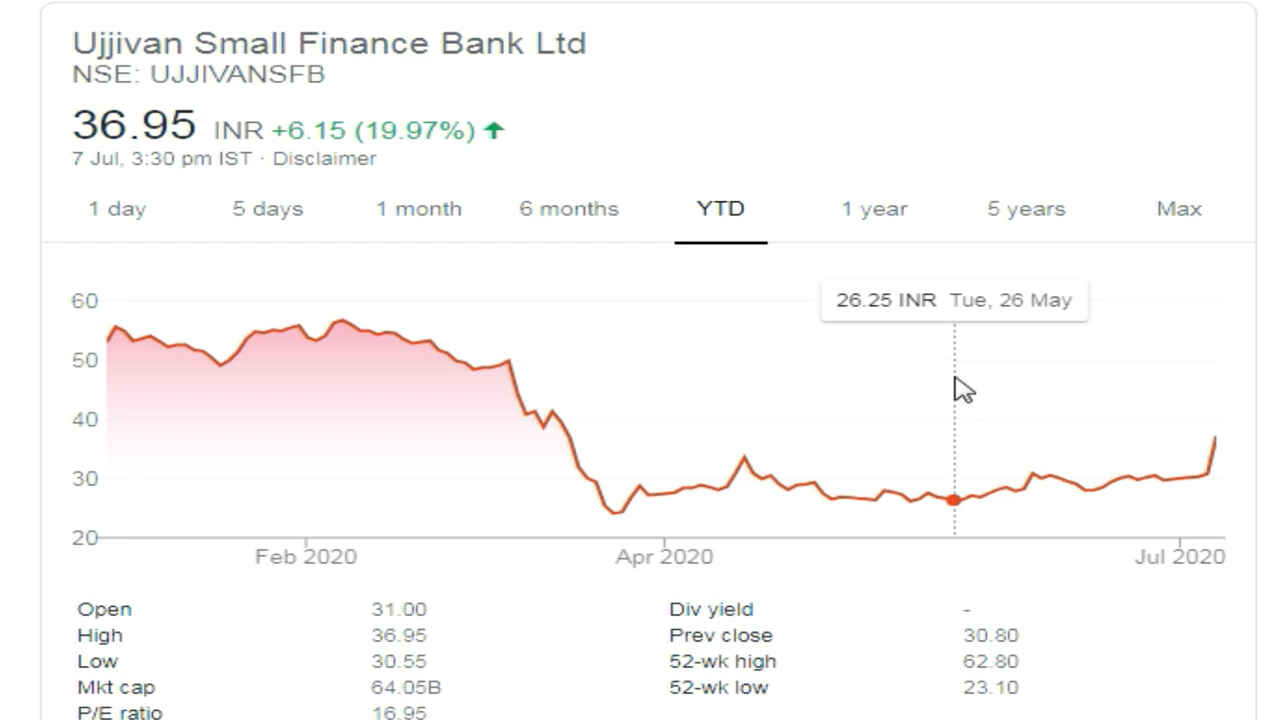 Ujjivan Small Finance Bank Ltd
NSE: UJJIVANSFB
36.95 INR +6.15 (19.97%)
7 Jul, 3:30 pm IST · Disclaimer
1 day 5 days 1 month 6 months YTD 1 year 5 years Max
26.25 INR Tue, 26 May
60
50
40
30
20
Feb 2020 Apr 2020 Jul 2020
Open 31.00 Div yield -
High 36.95 Prev close 30.80
Low 30.55 52-wk high 62.80
Mkt cap 64.05B 52-wk low 23.10
P/E ratio 16.95